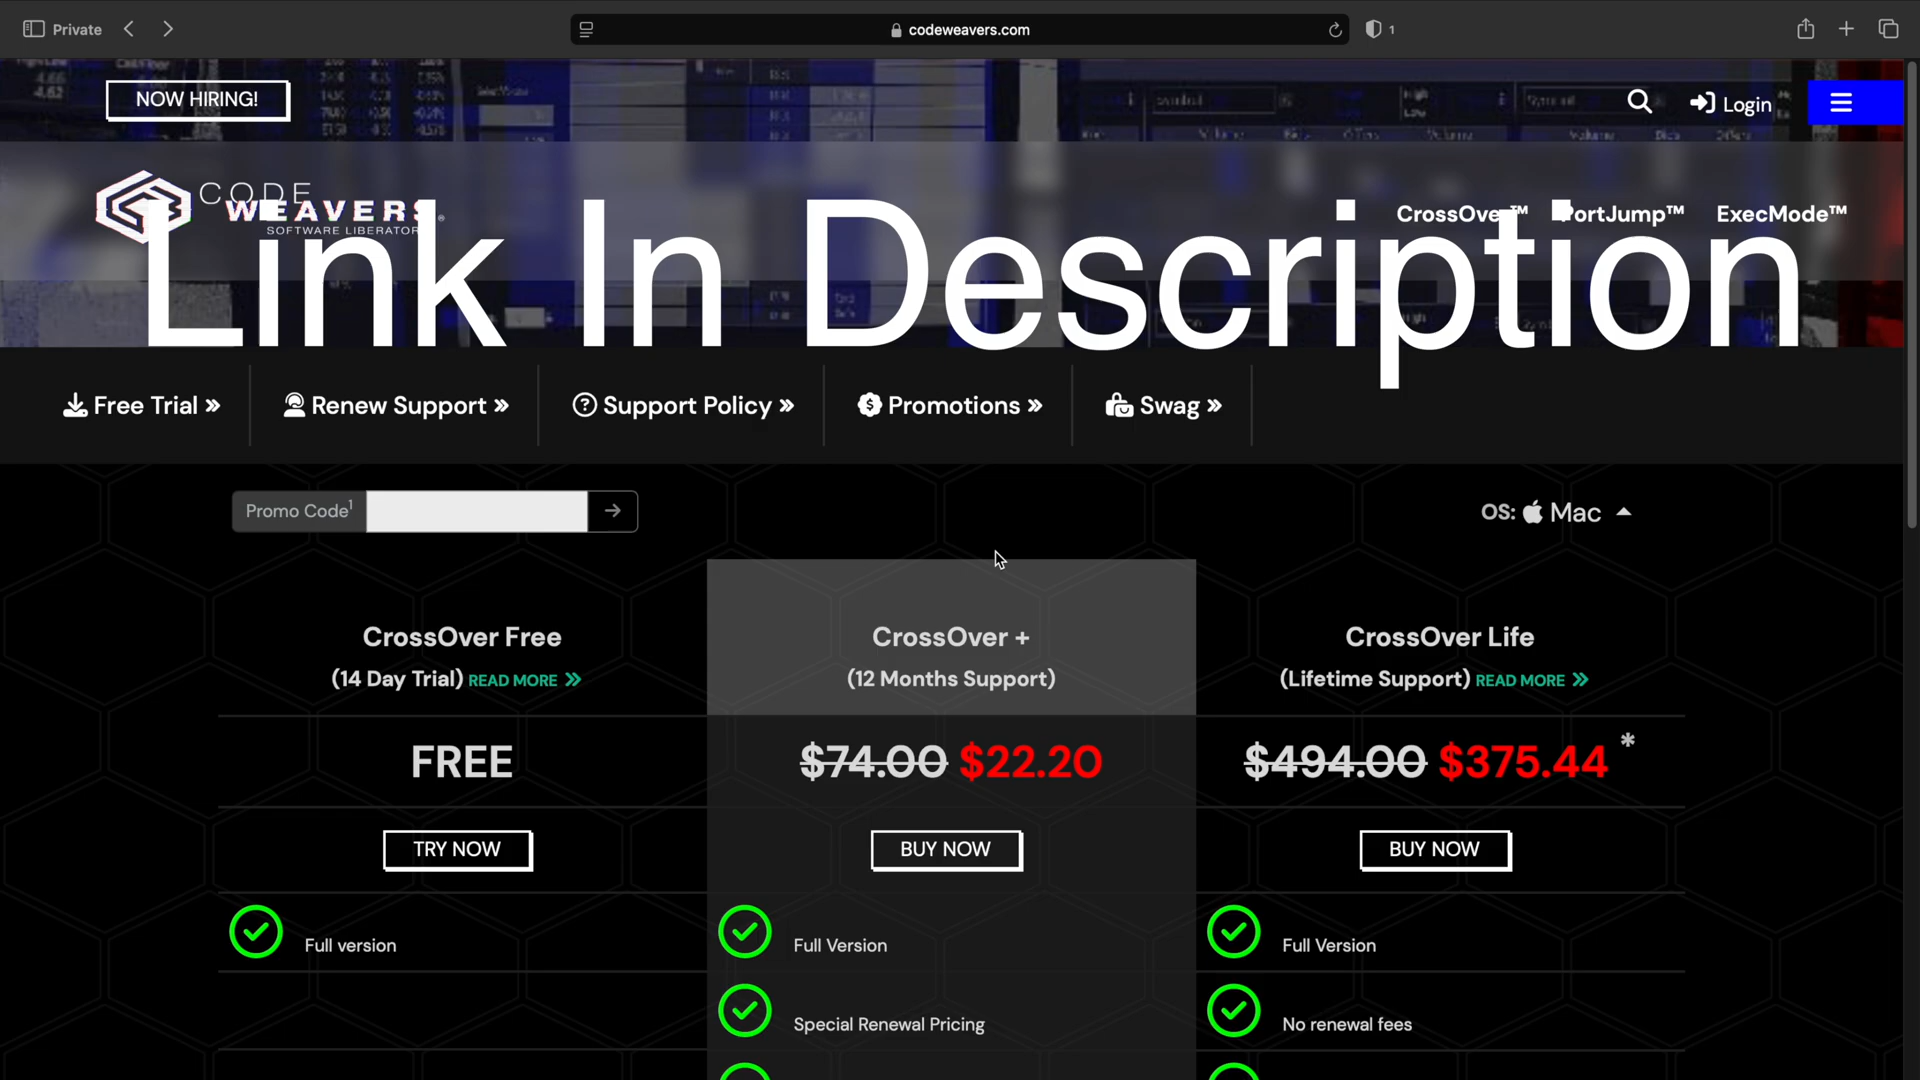 Private
codeweavers.com
1
NOW HIRING!
Login
CODE
WEAVERS®
SOFTWARE LIBERATOR
CrossOver™
PortJump™
ExecMode™
Link In Description
Free Trial »
Renew Support »
Support Policy »
Promotions »
Swag »
Promo Code1
OS: Mac
CrossOver Free
(14 Day Trial) READ MORE »
FREE
TRY NOW
Full version
CrossOver +
(12 Months Support)
$74.00 $22.20
BUY NOW
Full Version
Special Renewal Pricing
CrossOver Life
(Lifetime Support) READ MORE »
$494.00 $375.44 *
BUY NOW
Full Version
No renewal fees